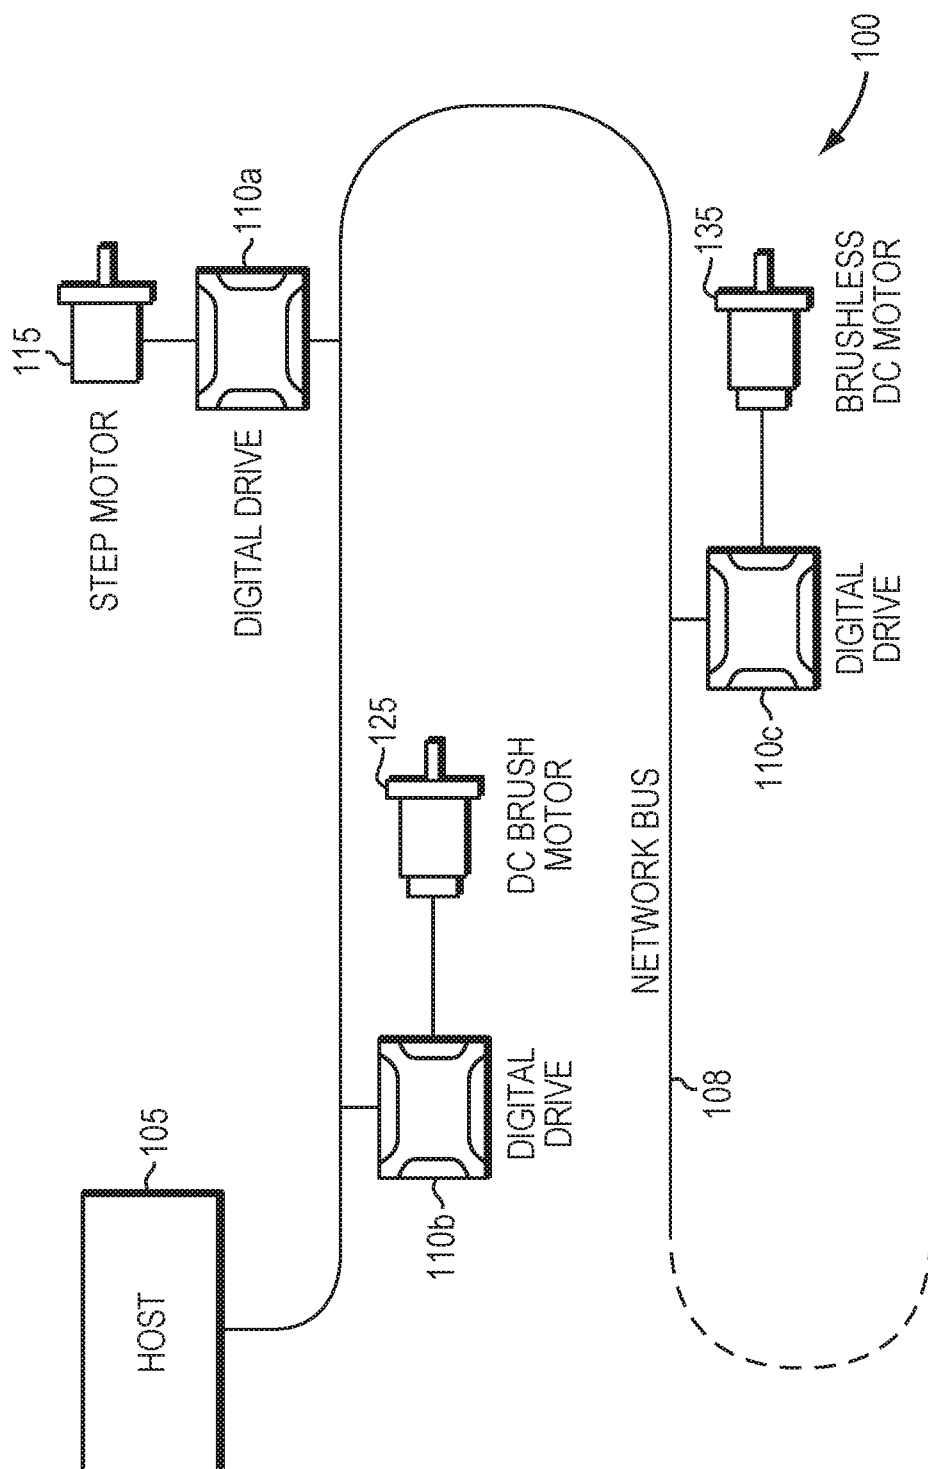 HOST
105
110b
DIGITAL
DRIVE
125
DC BRUSH
MOTOR
115
STEP MOTOR
110a
DIGITAL DRIVE
NETWORK BUS
108
110c
DIGITAL
DRIVE
135
BRUSHLESS
DC MOTOR
100